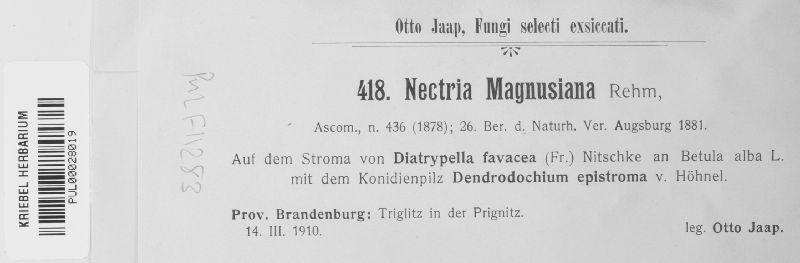 Otto Jaap, Fungi selecti exsiccati.
418. Nectria Magnusiana Rehm,
Ascom., n. 436 (1878); 26. Ber. d. Naturh. Ver. Augsburg 1881.
Auf dem Stroma von Diatrypella favacea (Fr.) Nitschke an Betula alba L.
mit dem Konidienpilz Dendrodochium epistroma v. Höhnel.
Prov. Brandenburg: Triglitz in der Prignitz.
14. III. 1910.
leg. Otto Jaap.
KRIEBEL HERBARIUM
PUL00028019
PUL F11283